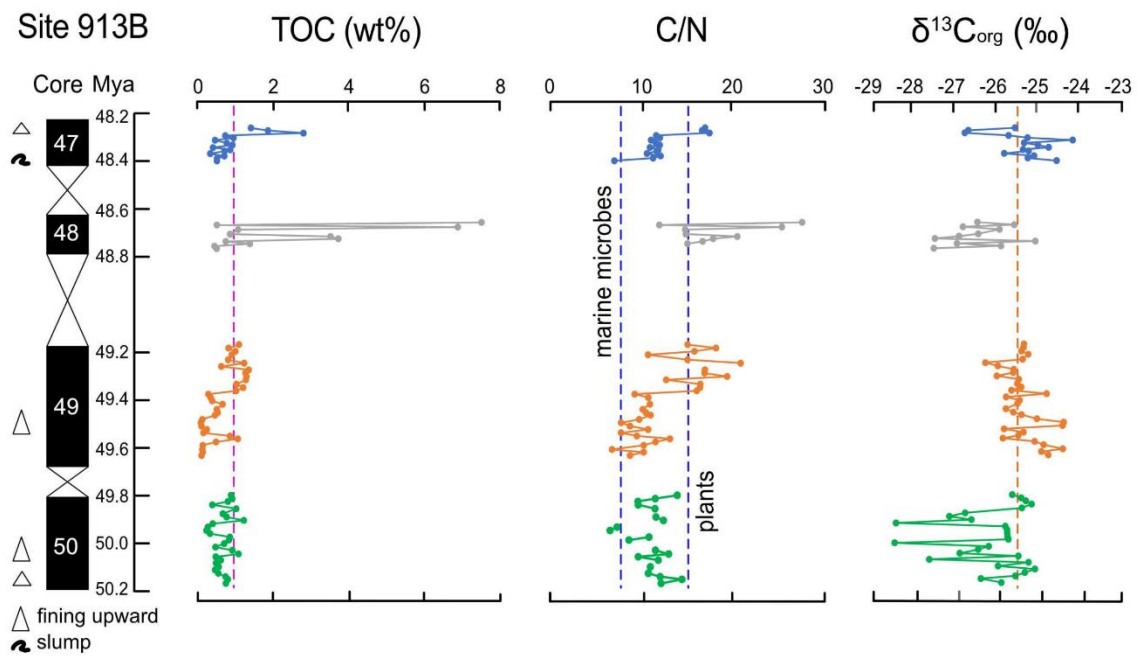 Site 913B TOC (wt%) C/N δ¹³Corg (‰)
Core Mya 0 2 4 6 8 0 10 20 30 -29 -28 -27 -26 -25 -24 -23
48.2
47
48.4
48.6
48
48.8
marine microbes
49.2
49.4
49
49.6
plants
49.8
50.0
50
50.2
fining upward
slump